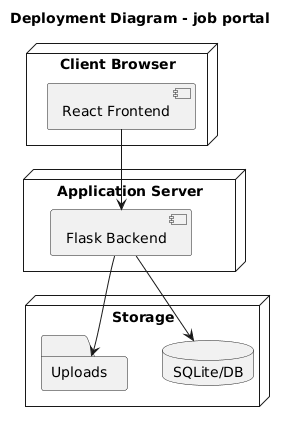 Deployment Diagram - job portal
Client Browser
React Frontend
Application Server
Flask Backend
Storage
Uploads
SQLite/DB